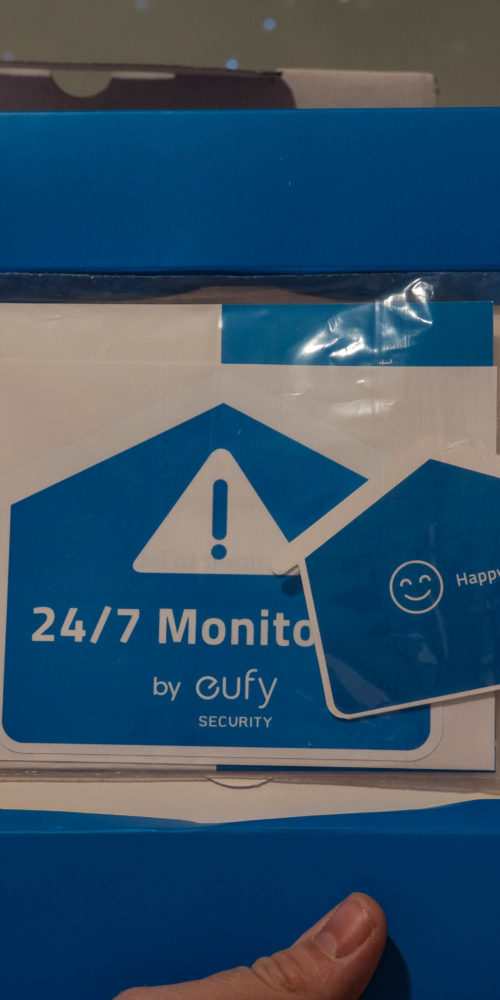 24/7 Monito
by eufy
SECURITY
Happy